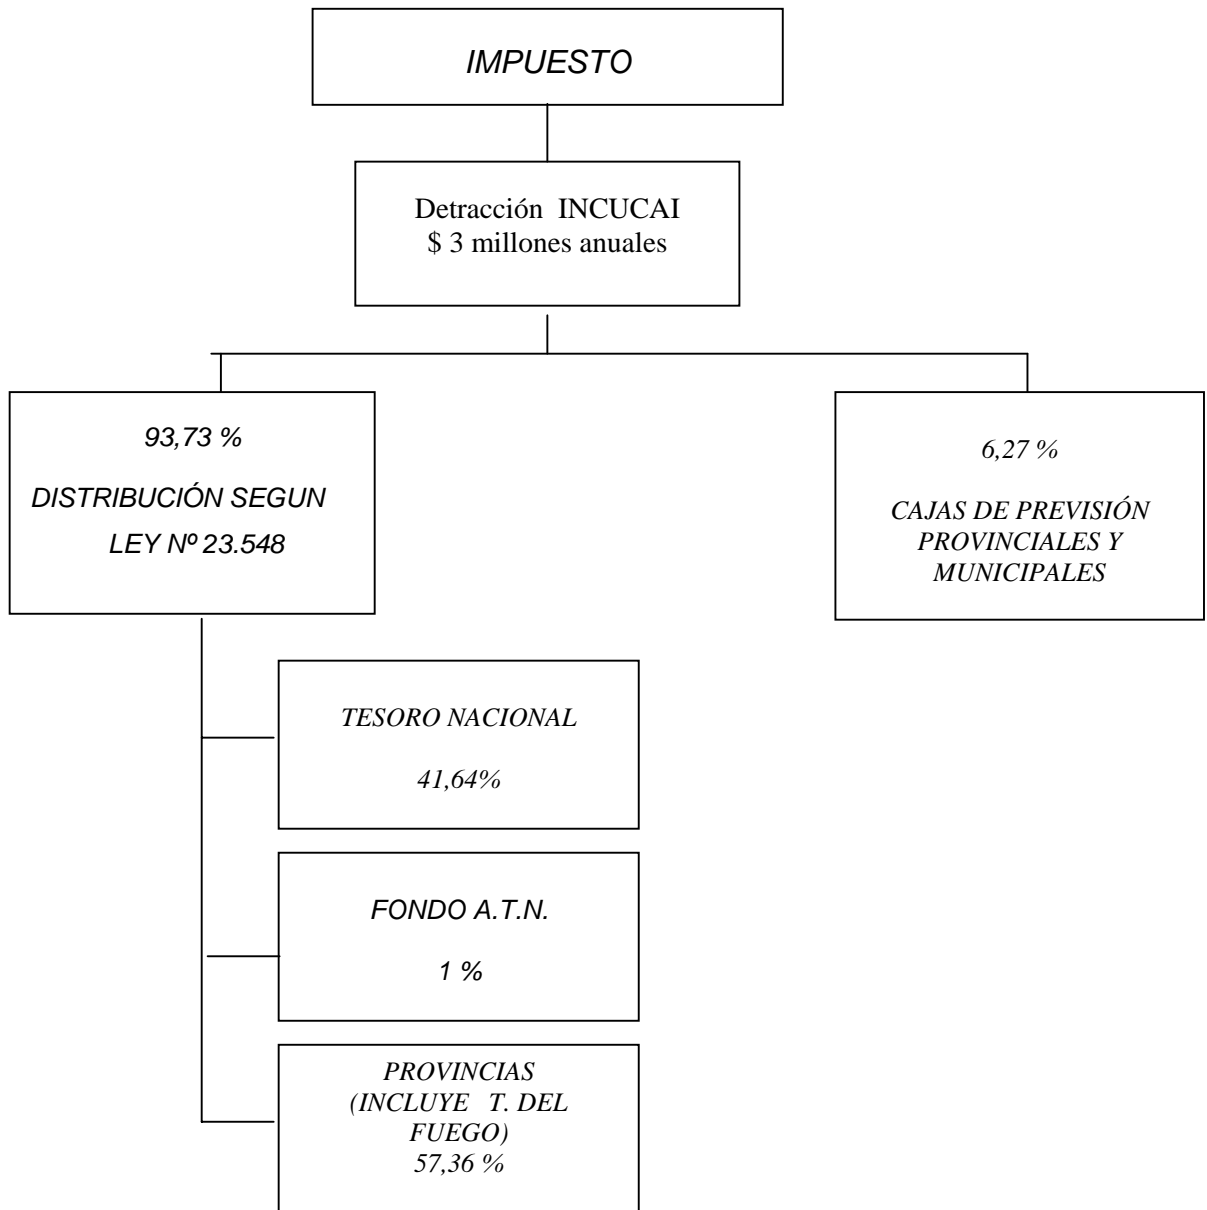 IMPUESTO
Detracción INCUCAI
$ 3 millones anuales
93,73 %
DISTRIBUCIÓN SEGUN
LEY Nº 23.548
6,27 %
CAJAS DE PREVISIÓN
PROVINCIALES Y
MUNICIPALES
TESORO NACIONAL
41,64%
FONDO A.T.N.
1 %
PROVINCIAS
(INCLUYE T. DEL
FUEGO)
57,36 %